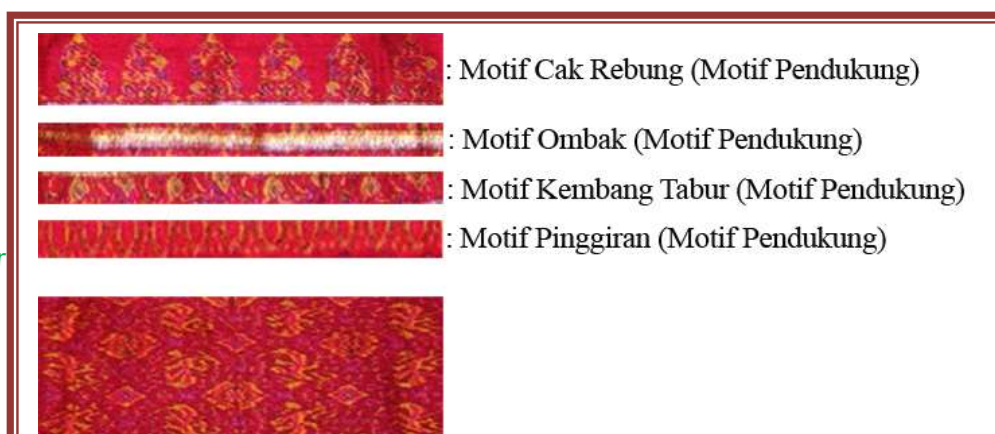 : Motif Cak Rebung (Motif Pendukung)
: Motif Ombak (Motif Pendukung)
: Motif Kembang Tabur (Motif Pendukung)
: Motif Pinggiran (Motif Pendukung)